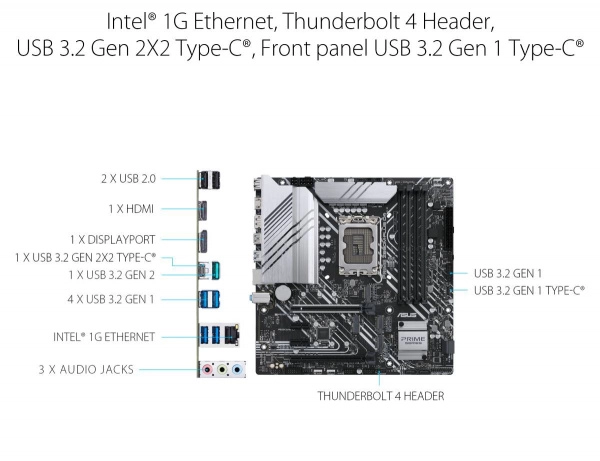 Intel® 1G Ethernet, Thunderbolt 4 Header,
USB 3.2 Gen 2X2 Type-C®, Front panel USB 3.2 Gen 1 Type-C®
2 X USB 2.0
1 X HDMI
1 X DISPLAYPORT
1 X USB 3.2 GEN 2X2 TYPE-C®
1 X USB 3.2 GEN 2
4 X USB 3.2 GEN 1
INTEL® 1G ETHERNET
3 X AUDIO JACKS
USB 3.2 GEN 1
USB 3.2 GEN 1 TYPE-C®
ASUS
PRIME
THUNDERBOLT 4 HEADER